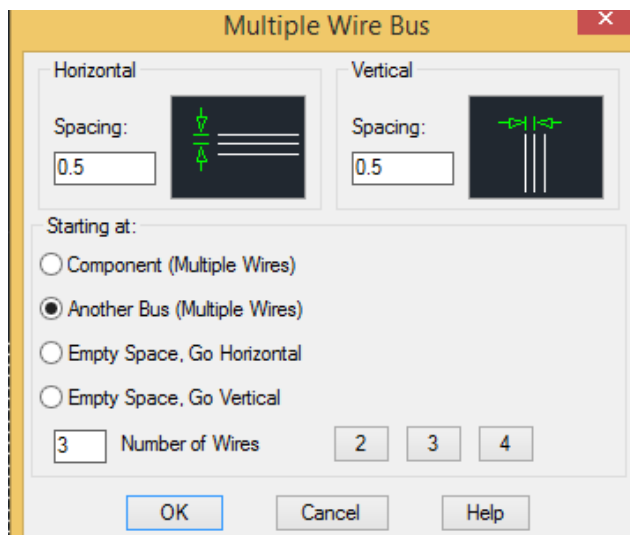 Multiple Wire Bus
Horizontal
Vertical
Spacing:
Spacing:
0.5
0.5
Starting at:
Component (Multiple Wires)
Another Bus (Multiple Wires)
Empty Space, Go Horizontal
Empty Space, Go Vertical
3 Number of Wires 2 3 4
OK Cancel Help